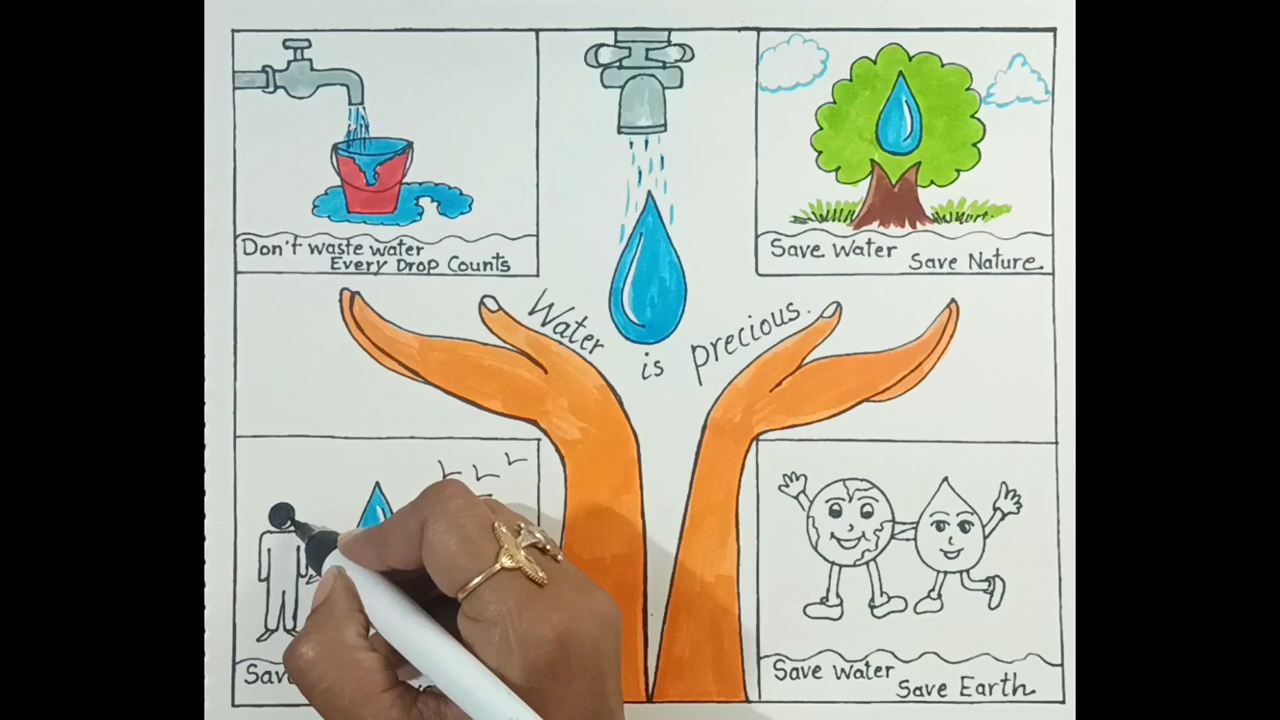 Don't waste water
Every Drop Counts
Save Water
Save Nature
Water is precious.
Save Water
Save Earth